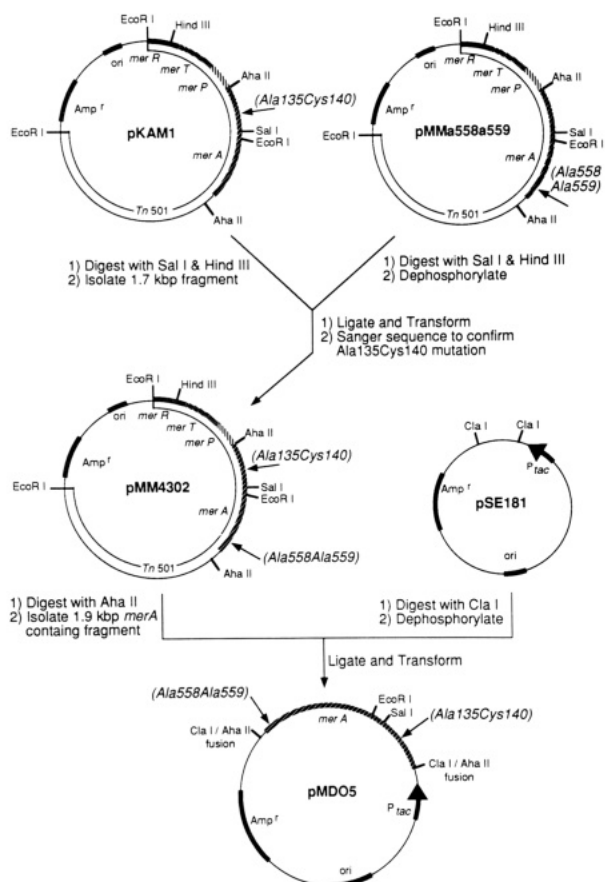 EcoR I
Hind III
ori
mer R
mer T
mer P
Aha II
Amp r
(Ala135Cys140)
EcoR I
pKAM1
Sal I
EcoR I
mer A
Tn 501
Aha II
EcoR I
Hind III
ori
mer R
mer T
mer P
Aha II
Amp r
EcoR I
pMMa558a559
Sal I
EcoR I
mer A
(Ala558
Ala559)
Tn 501
Aha II
1) Digest with Sal I & Hind III
2) Isolate 1.7 kbp fragment
1) Digest with Sal I & Hind III
2) Dephosphorylate
1) Ligate and Transform
2) Sanger sequence to confirm
Ala135Cys140 mutation
EcoR I
Hind III
ori
mer R
mer T
mer P
Aha II
Amp r
(Ala135Cys140)
EcoR I
pMM4302
Sal I
EcoR I
mer A
(Ala558Ala559)
Tn 501
Aha II
Cla I
Cla I
P tac
Amp r
pSE181
ori
1) Digest with Aha II
2) Isolate 1.9 kbp merA
containg fragment
1) Digest with Cla I
2) Dephosphorylate
Ligate and Transform
(Ala558Ala559)
EcoR I
Sal I
mer A
(Ala135Cys140)
Cla I / Aha II
fusion
Cla I / Aha II
fusion
pMDO5
P tac
Amp r
ori